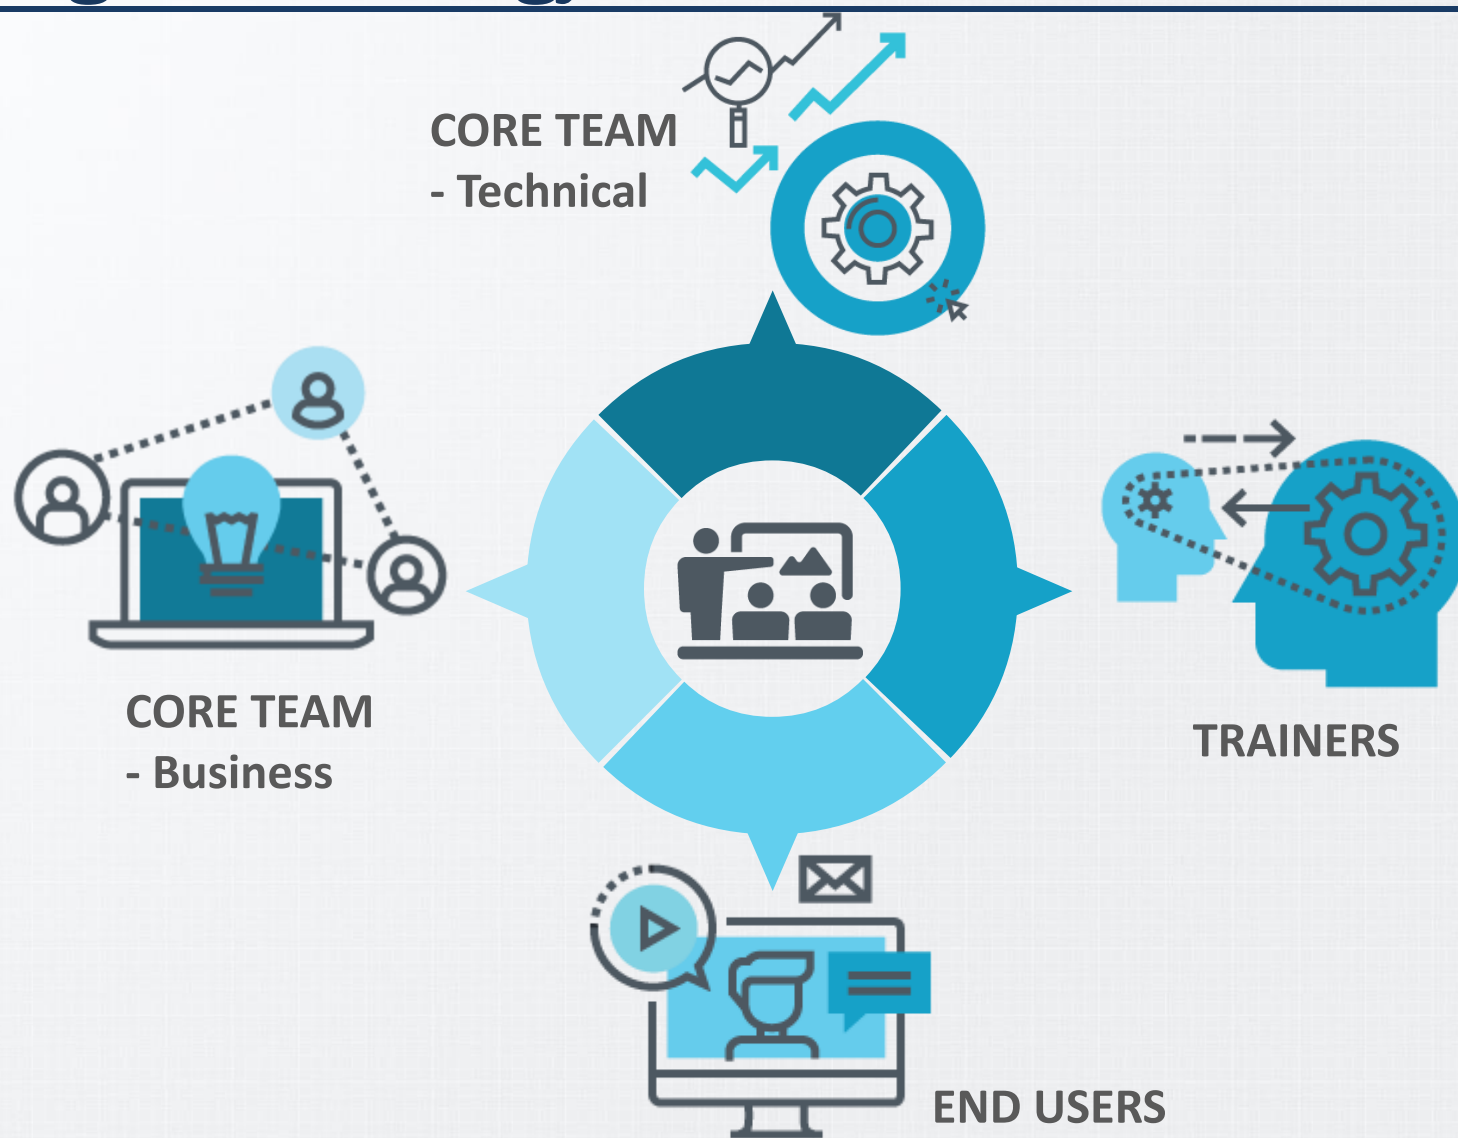 CORE TEAM
- Technical
CORE TEAM
- Business
TRAINERS
END USERS